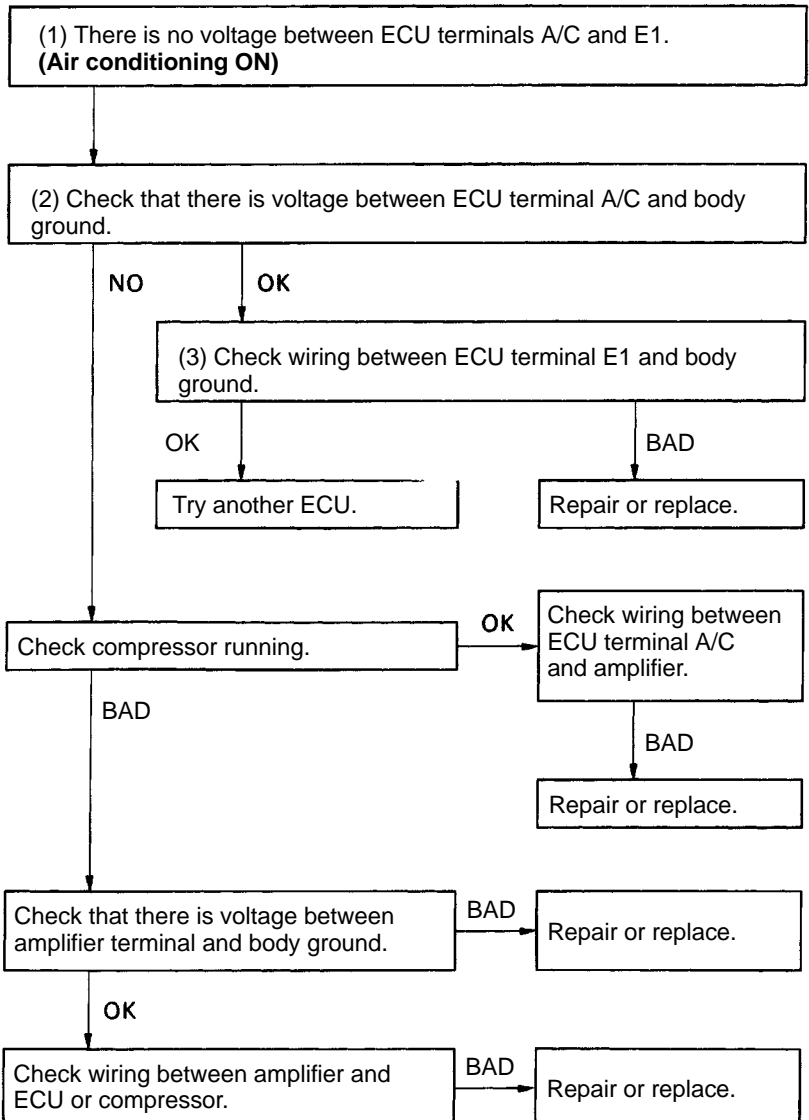 (1) There is no voltage between ECU terminals A/C and E1.
(Air conditioning ON)
(2) Check that there is voltage between ECU terminal A/C and body
ground.
NO
OK
(3) Check wiring between ECU terminal E1 and body
ground.
OK
BAD
Try another ECU.
Repair or replace.
Check compressor running.
OK
Check wiring between
ECU terminal A/C
and amplifier.
BAD
BAD
Repair or replace.
Check that there is voltage between
amplifier terminal and body ground.
BAD
Repair or replace.
OK
Check wiring between amplifier and
ECU or compressor.
BAD
Repair or replace.